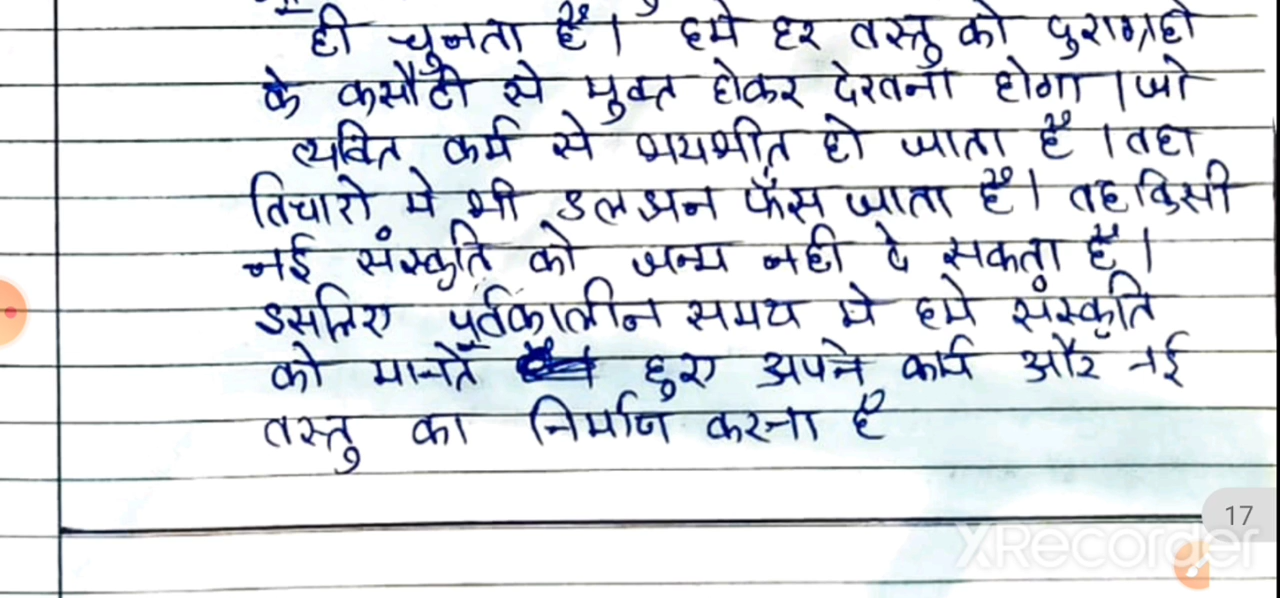 ही चुनता है। हमे हर वस्तु को दुराग्रहो
के कसौटी से मुक्त होकर देखना होगा।जो
व्यक्ति कर्म से भयभीत हो जाता है।वहा
विचारो मे भी उलझन फँस जाता है। वह किसी
नई संस्कृति को जन्म नही दे सकता है।
इसलिए पूर्वकालीन समय मे हमे संस्कृति
को मानते हुए अपने कार्य और नई
वस्तु का निर्माण करना है
17
XRecorder